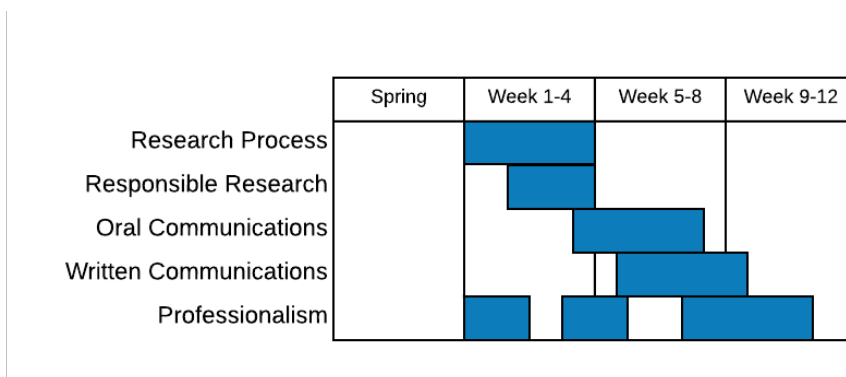 Spring Week 1-4 Week 5-8 Week 9-12
Research Process
Responsible Research
Oral Communications
Written Communications
Professionalism